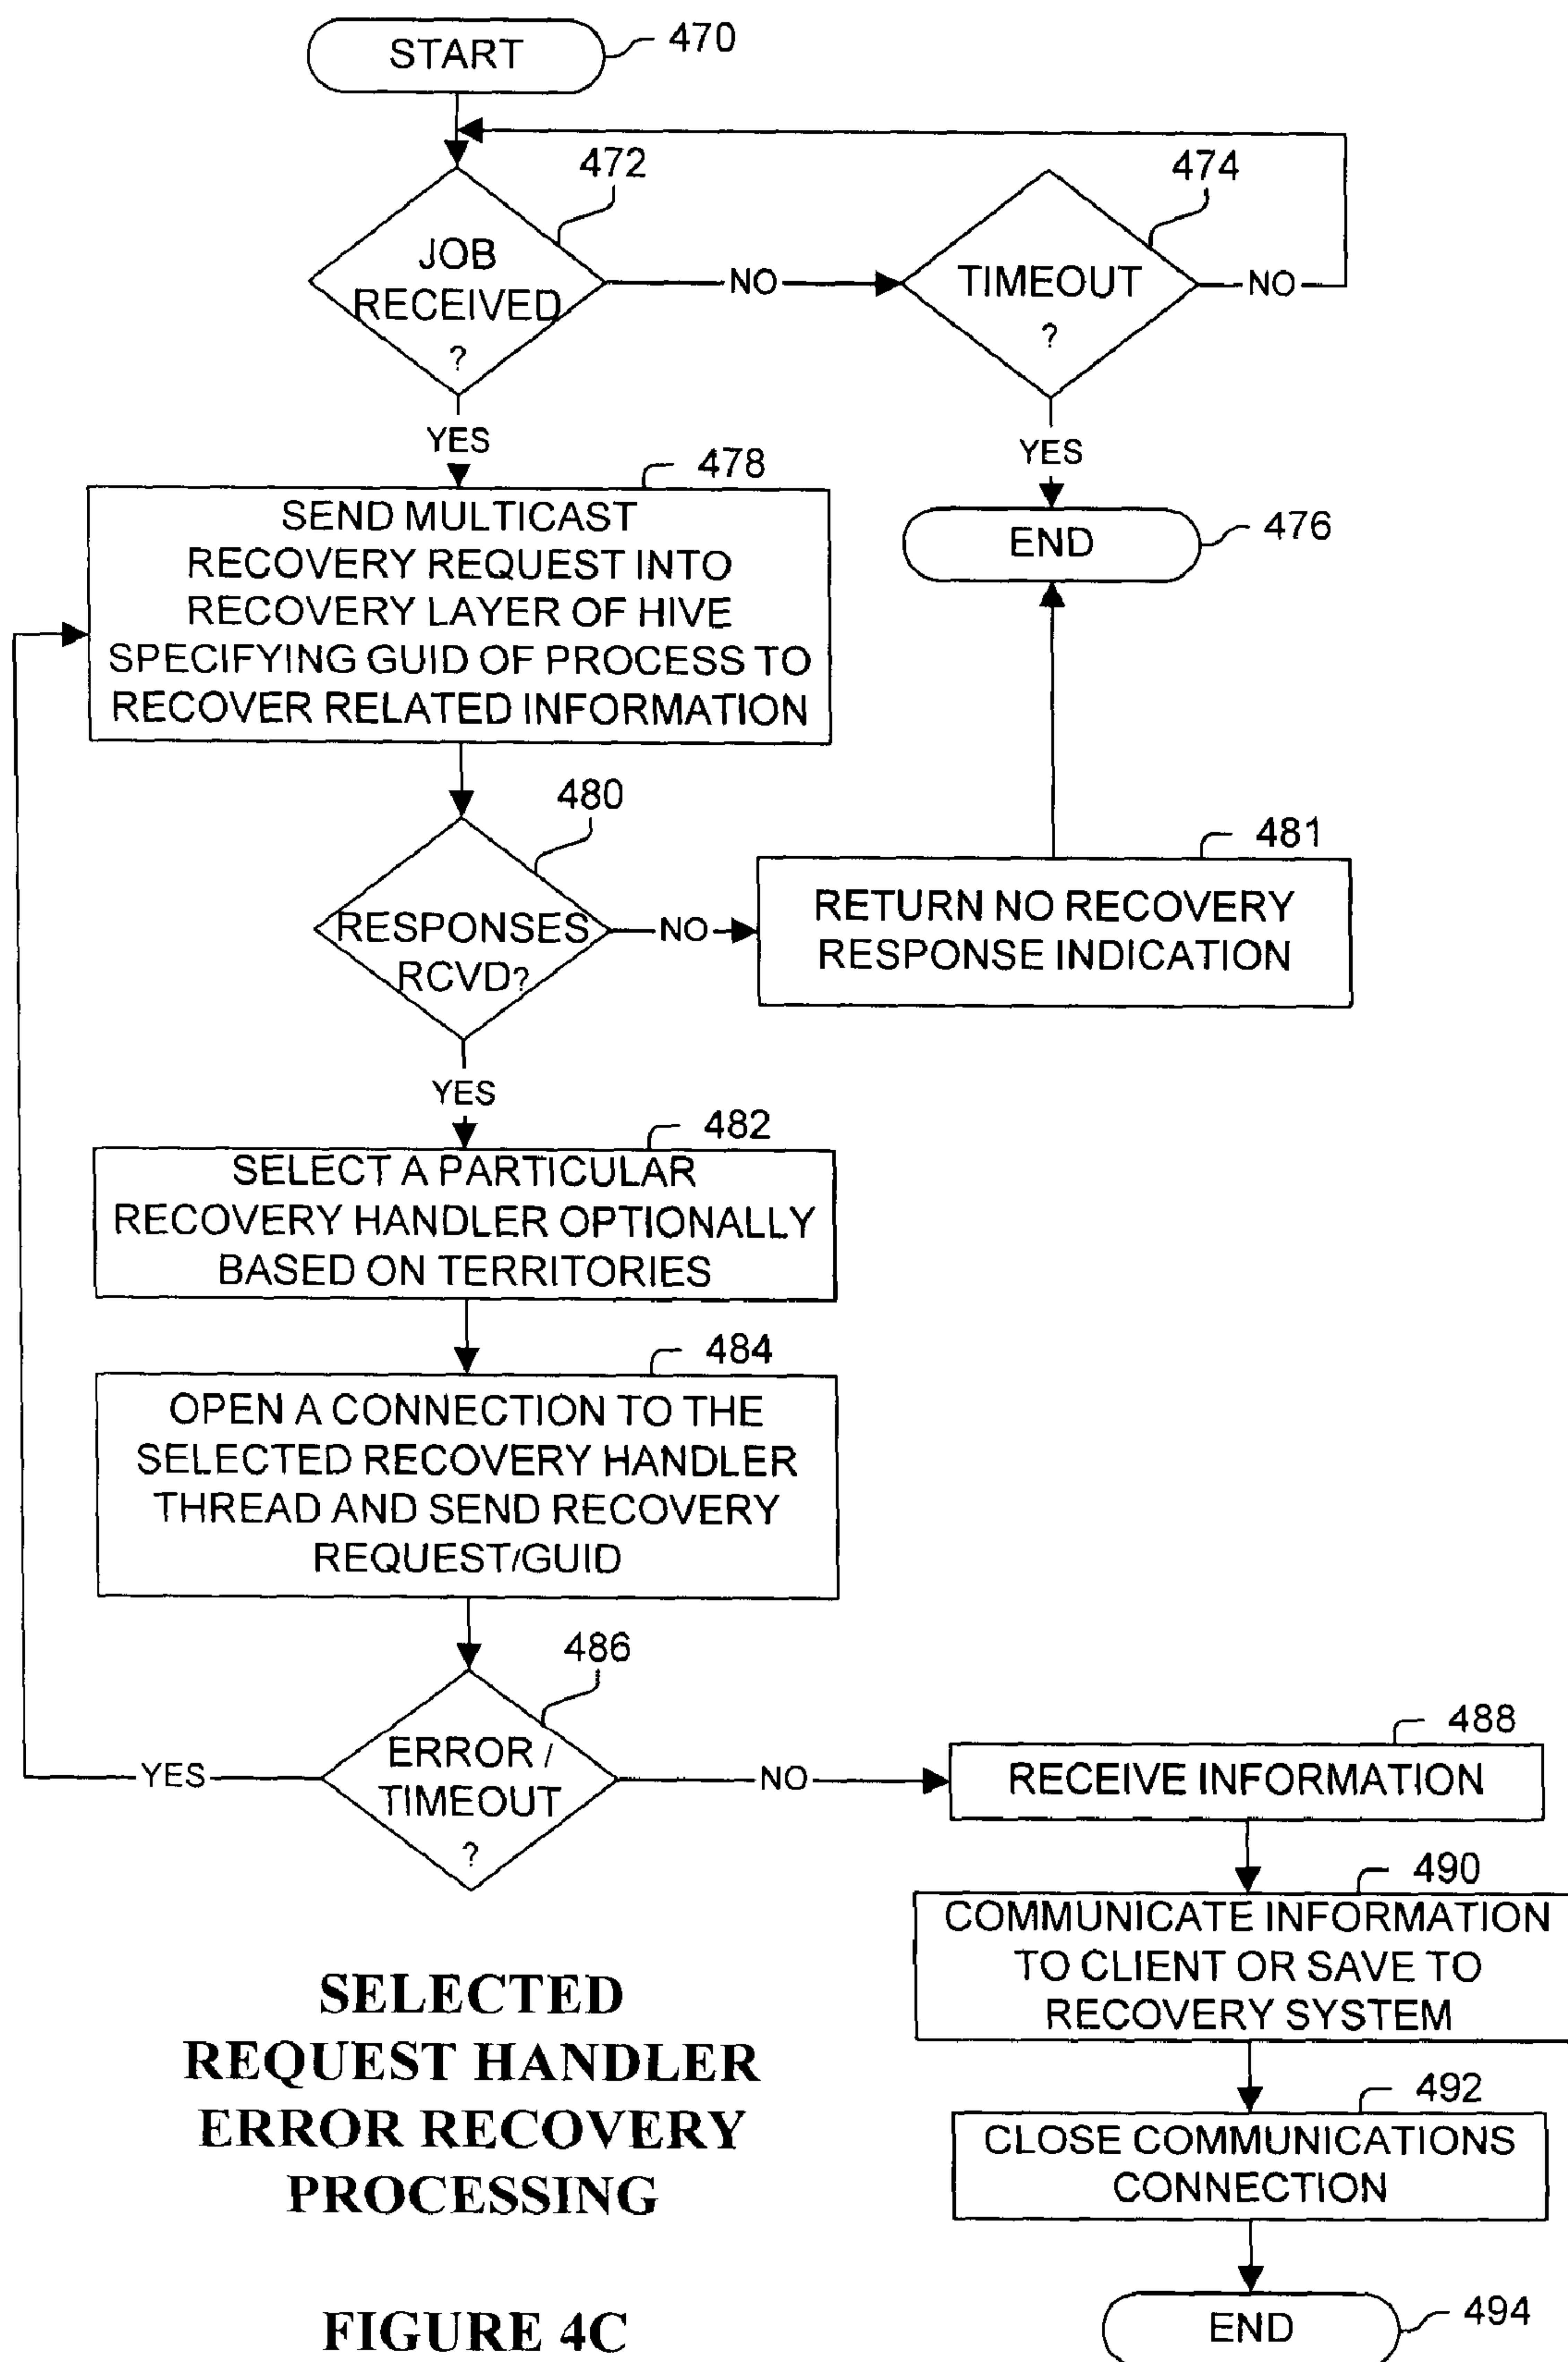 START
470
472
474
JOB
RECEIVED
?
NO
TIMEOUT
?
NO
YES
YES
478
SEND MULTICAST
RECOVERY REQUEST INTO
RECOVERY LAYER OF HIVE
SPECIFYING GUID OF PROCESS TO
RECOVER RELATED INFORMATION
END
476
480
RESPONSES
RCVD?
NO
481
RETURN NO RECOVERY
RESPONSE INDICATION
YES
482
SELECT A PARTICULAR
RECOVERY HANDLER OPTIONALLY
BASED ON TERRITORIES
484
OPEN A CONNECTION TO THE
SELECTED RECOVERY HANDLER
THREAD AND SEND RECOVERY
REQUEST/GUID
486
ERROR /
TIMEOUT
?
YES
NO
488
RECEIVE INFORMATION
490
COMMUNICATE INFORMATION
TO CLIENT OR SAVE TO
RECOVERY SYSTEM
492
CLOSE COMMUNICATIONS
CONNECTION
END
494
SELECTED
REQUEST HANDLER
ERROR RECOVERY
PROCESSING
FIGURE 4C